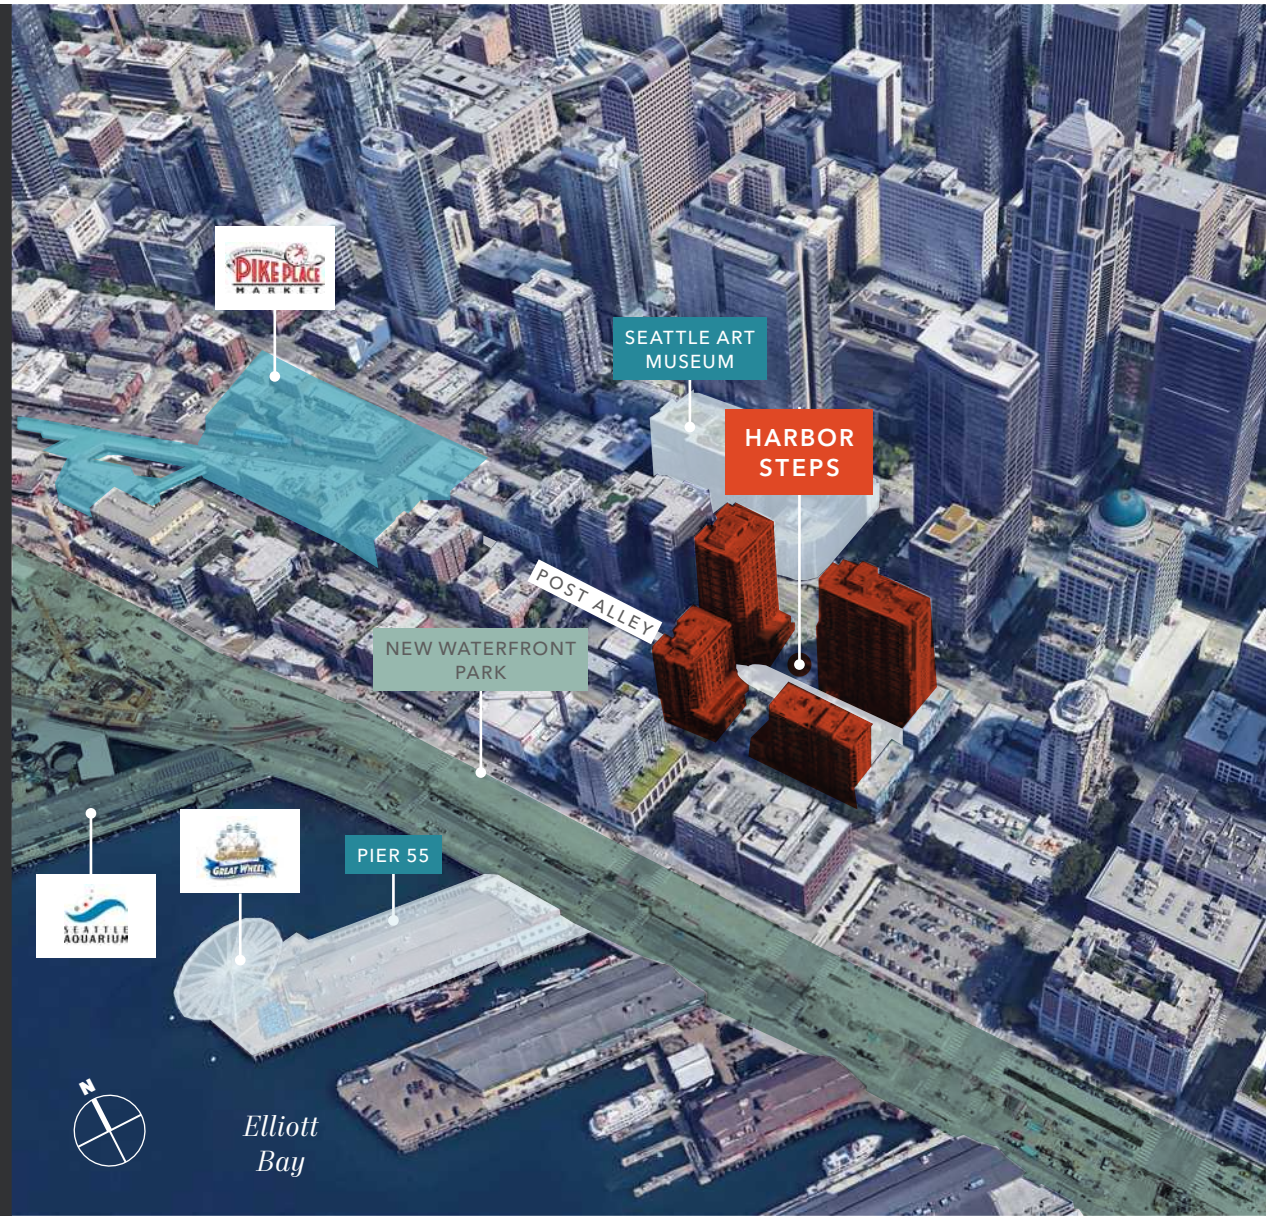 PIKE PLACE
MARKET
SEATTLE ART
MUSEUM
HARBOR
STEPS
POST ALLEY
NEW WATERFRONT
PARK
GREAT WHEEL
PIER 55
SEATTLE
AQUARIUM
N
Elliott
Bay